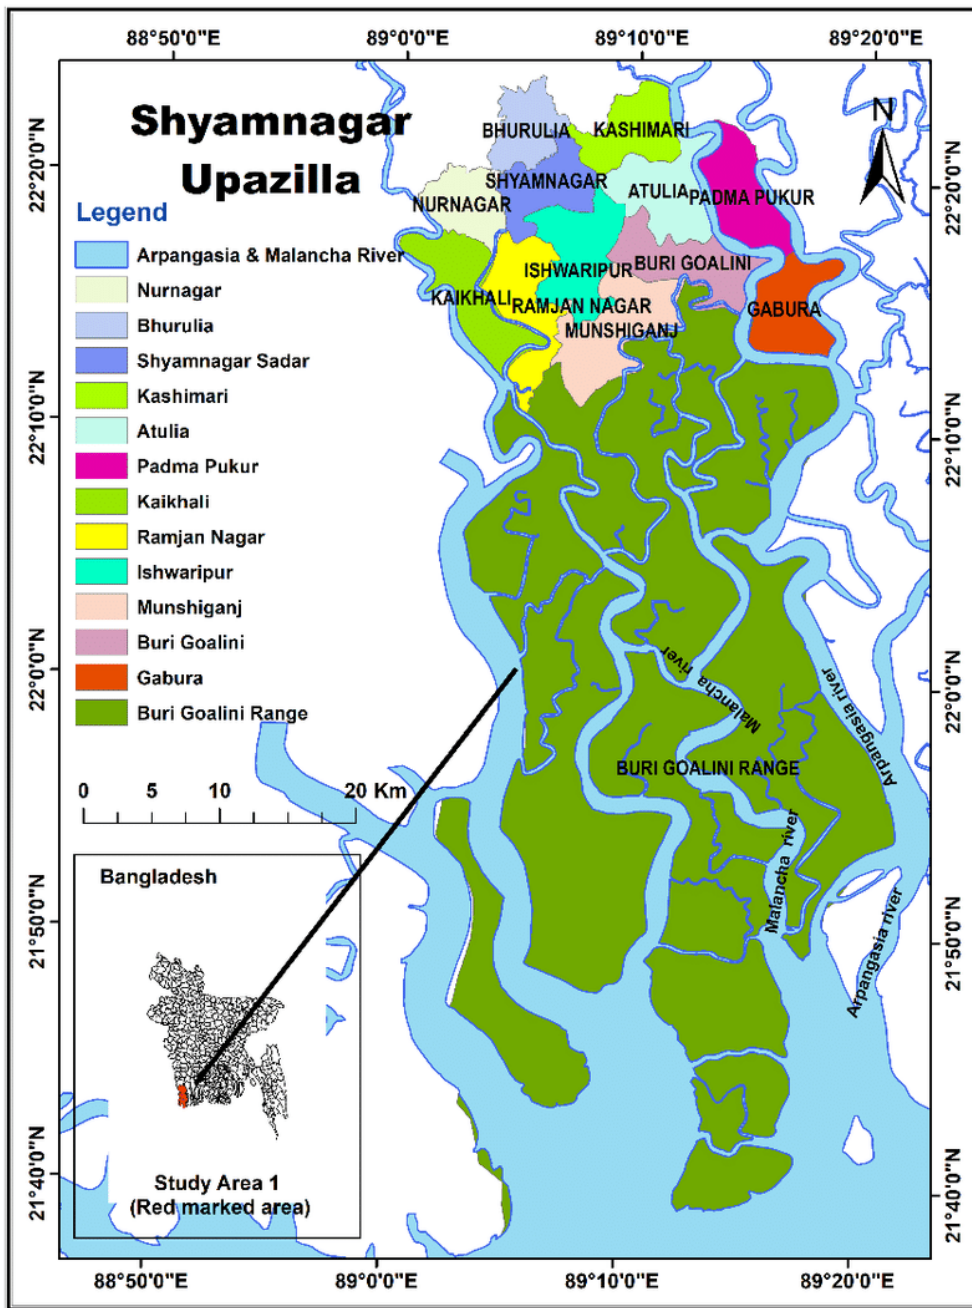 88°50'0"E 89°0'0"E 89°10'0"E 89°20'0"E
Shyamnagar
Upazilla
N
22°20'0"N
22°20'0"N
BHURULIA
KASHIMARI
SHYAMNAGAR
ATULIA
PADMA PUKUR
NURNAGAR
ISHWARIPUR
BURI GOALINI
KAIKHALI
RAMJAN NAGAR
GABURA
MUNSHIGANJ
Legend
Arpangasia & Malancha River
Nurnagar
Bhurulia
Shyamnagar Sadar
Kashimari
Atulia
Padma Pukur
Kaikhali
Ramjan Nagar
Ishwaripur
Munshiganj
Buri Goalini
Gabura
Buri Goalini Range
22°10'0"N
22°10'0"N
22°0'0"N
22°0'0"N
Malancha river
Arpangasia river
BURI GOALINI RANGE
Malancha river
Arpangasia river
0 5 10 20 Km
Bangladesh
Study Area 1
(Red marked area)
21°50'0"N
21°50'0"N
21°40'0"N
21°40'0"N
88°50'0"E 89°0'0"E 89°10'0"E 89°20'0"E